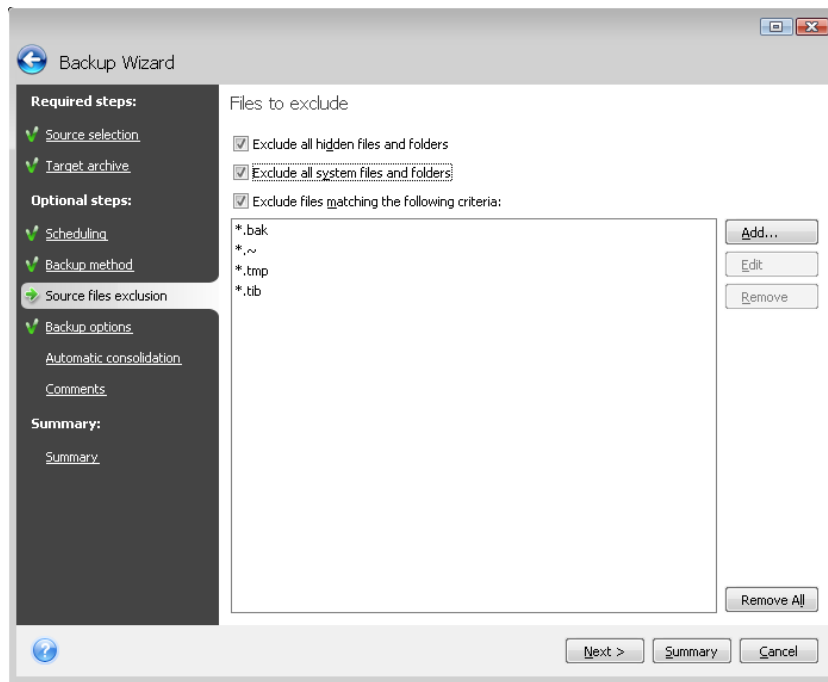 Backup Wizard
Required steps:
Source selection
Target archive
Optional steps:
Scheduling
Backup method
Source files exclusion
Backup options
Automatic consolidation
Comments
Summary:
Summary
Files to exclude
Exclude all hidden files and folders
Exclude all system files and folders
Exclude files matching the following criteria:
*.bak
*.~
*.tmp
*.tib
Add...
Edit
Remove
Remove All
?
Next >
Summary
Cancel